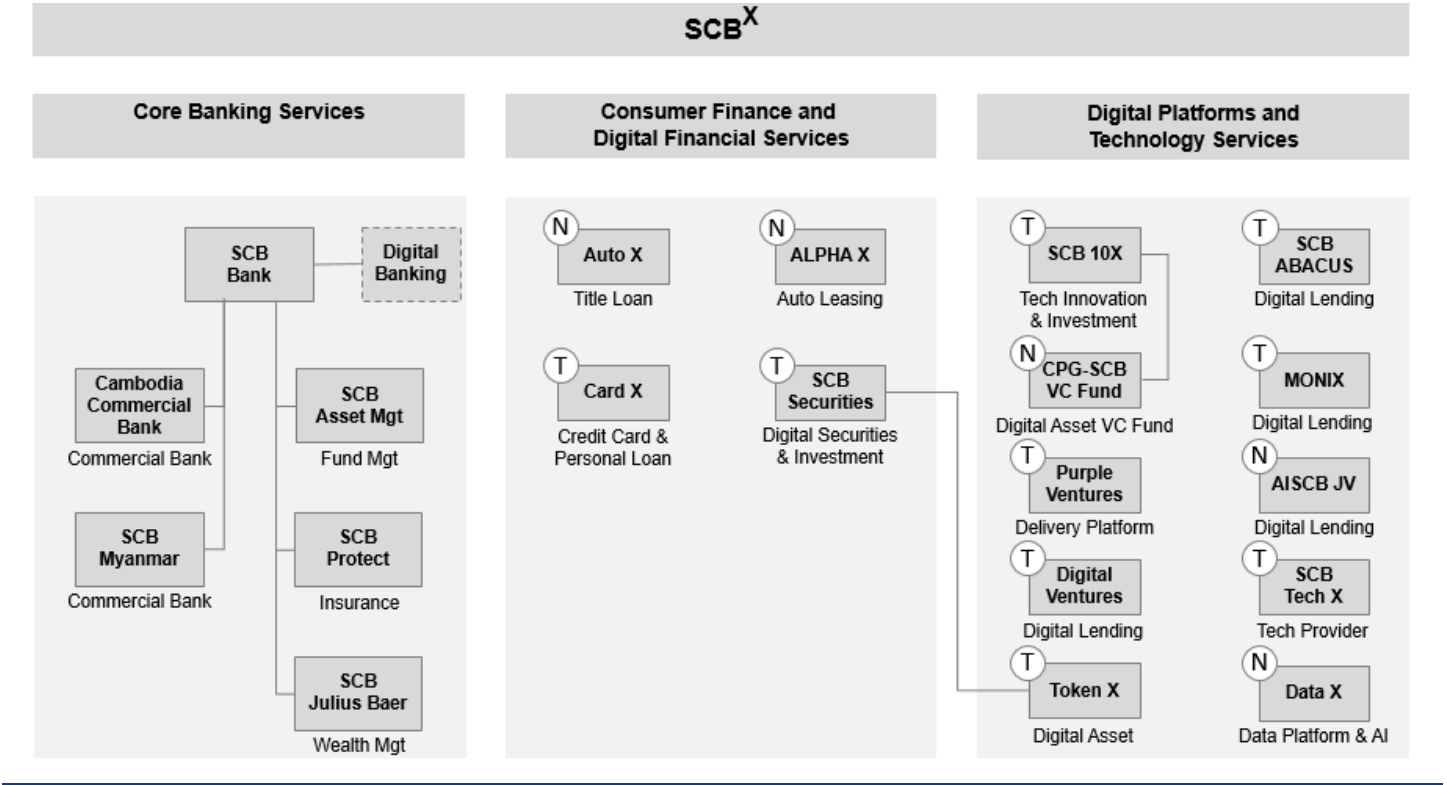 SCBX
Core Banking Services
SCB
Bank
Digital
Banking
Cambodia
Commercial
Bank
Commercial Bank
SCB
Asset Mgt
Fund Mgt
SCB
Myanmar
Commercial Bank
SCB
Protect
Insurance
SCB
Julius Baer
Wealth Mgt
Consumer Finance and
Digital Financial Services
N
Auto X
Title Loan
N
ALPHA X
Auto Leasing
T
Card X
Credit Card &
Personal Loan
T
SCB
Securities
Digital Securities
& Investment
Digital Platforms and
Technology Services
T
SCB 10X
Tech Innovation
& Investment
T
SCB
ABACUS
Digital Lending
N
CPG-SCB
VC Fund
Digital Asset VC Fund
T
MONIX
Digital Lending
T
Purple
Ventures
Delivery Platform
N
AISCB JV
Digital Lending
T
Digital
Ventures
Digital Lending
T
SCB
Tech X
Tech Provider
T
Token X
Digital Asset
N
Data X
Data Platform & AI